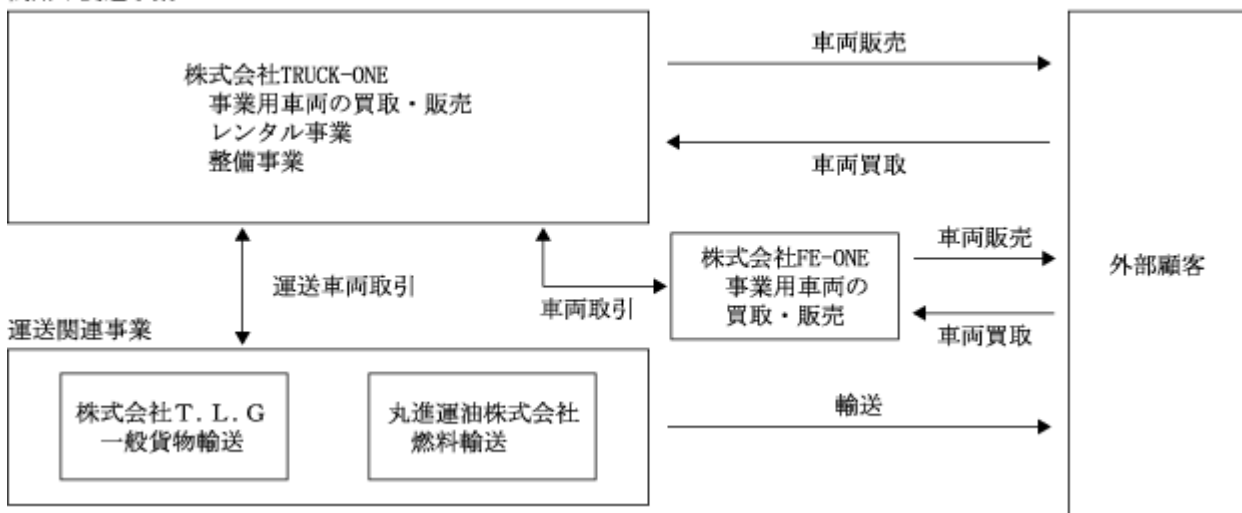 車両販売
株式会社TRUCK-ONE
事業用車両の買取・販売
レンタル事業
整備事業
車両買取
車両販売
株式会社FE-ONE
事業用車両の
買取・販売
外部顧客
運送車両取引
車両取引
車両買取
運送関連事業
株式会社Ｔ．Ｌ．Ｇ
一般貨物輸送
丸進運油株式会社
燃料輸送
輸送